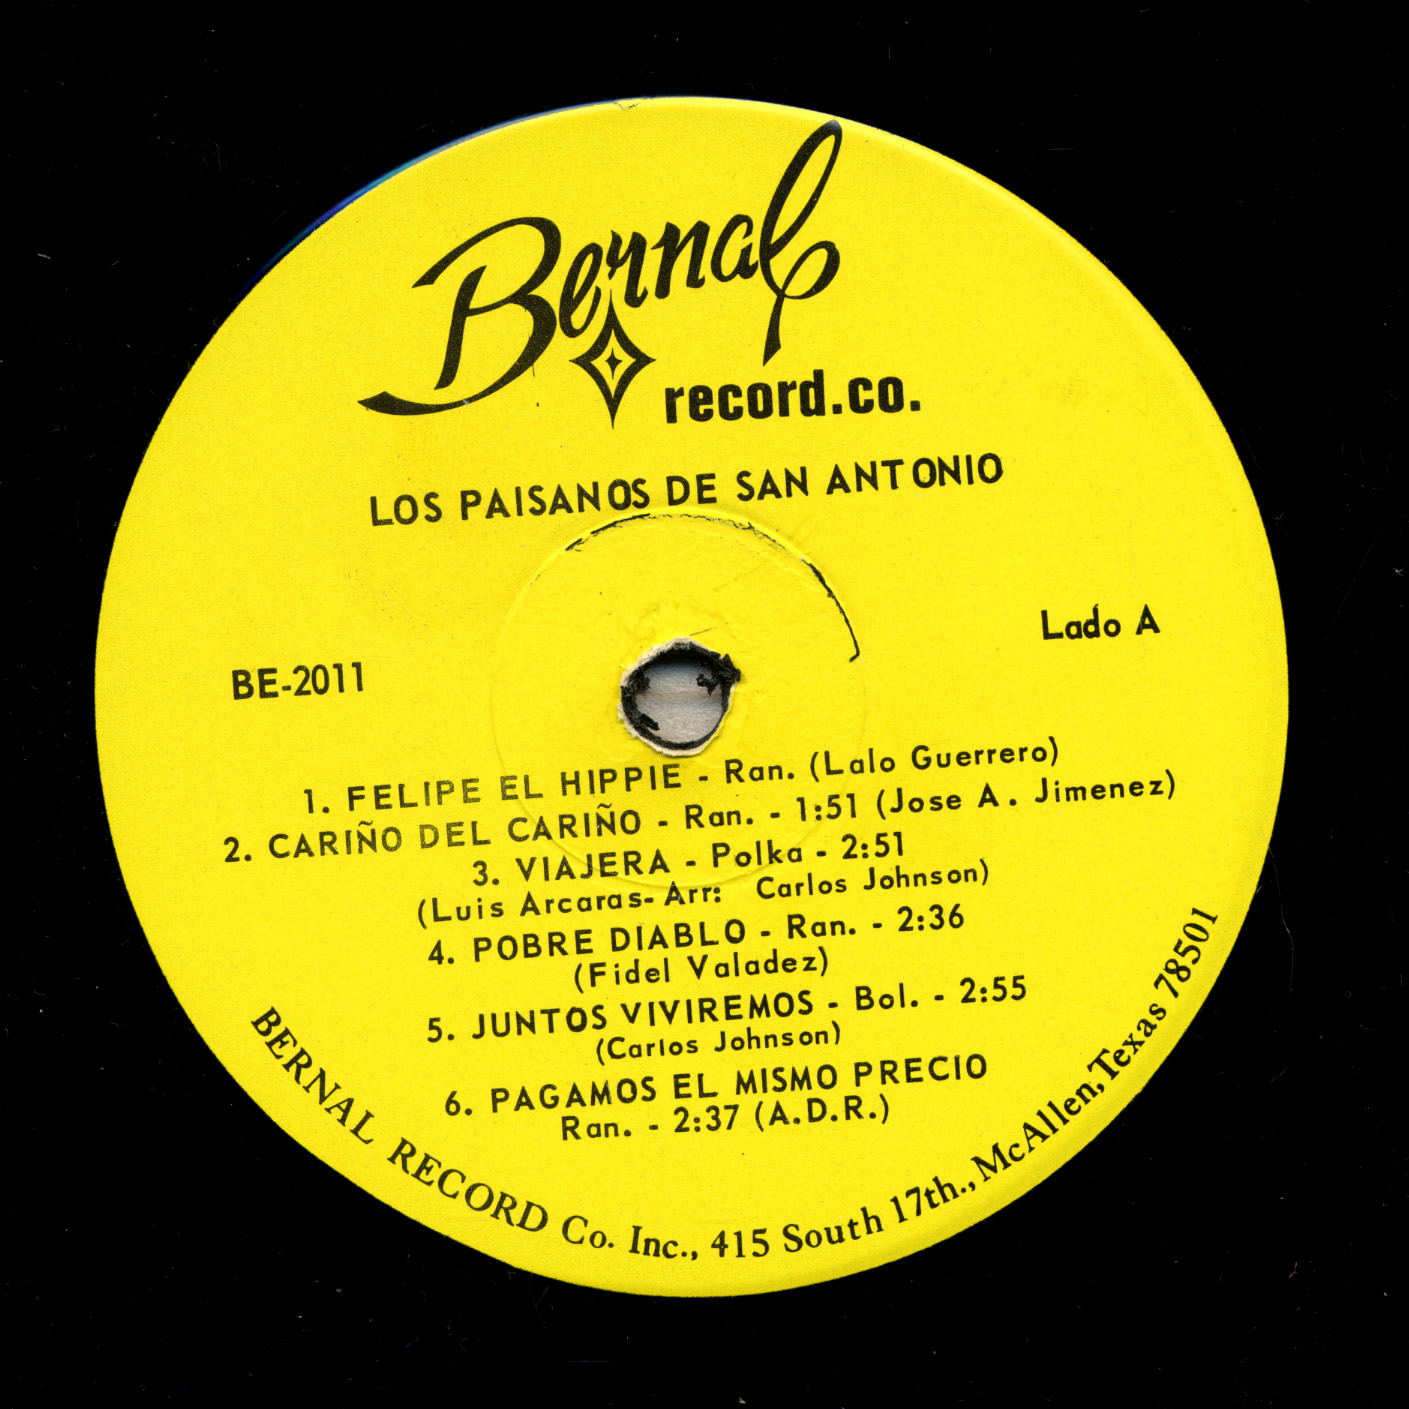 Bernal
record.co.
LOS PAISANOS DE SAN ANTONIO
Lado A
BE-2011
1. FELIPE EL HIPPIE - Ran. (Lalo Guerrero)
2. CARIÑO DEL CARIÑO - Ran. - 1:51 (Jose A. Jimenez)
3. VIAJERA - Polka - 2:51
(Luis Arcaras- Arr: Carlos Johnson)
4. POBRE DIABLO - Ran. - 2:36
(Fidel Valadez)
5. JUNTOS VIVIREMOS - Bol. - 2:55
(Carlos Johnson)
6. PAGAMOS EL MISMO PRECIO
Ran. - 2:37 (A.D.R.)
BERNAL RECORD Co. Inc., 415 South 17th., McAllen, Texas 78501